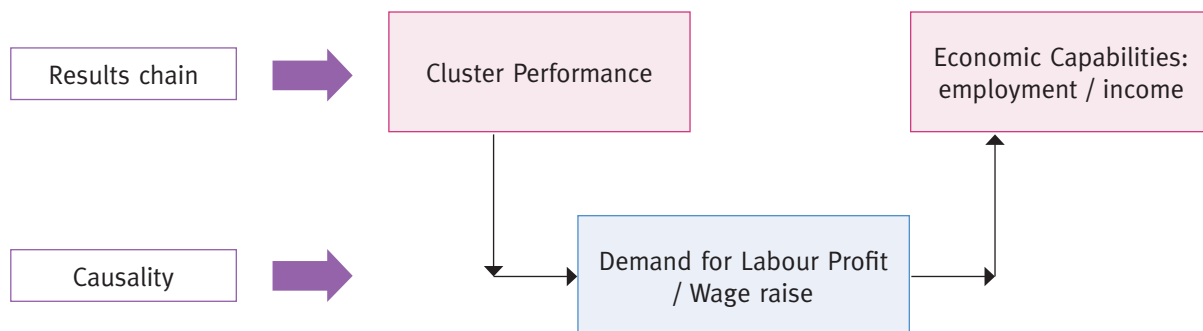 Results chain
Cluster Performance
Economic Capabilities:
employment / income
Causality
Demand for Labour Profit
/ Wage raise